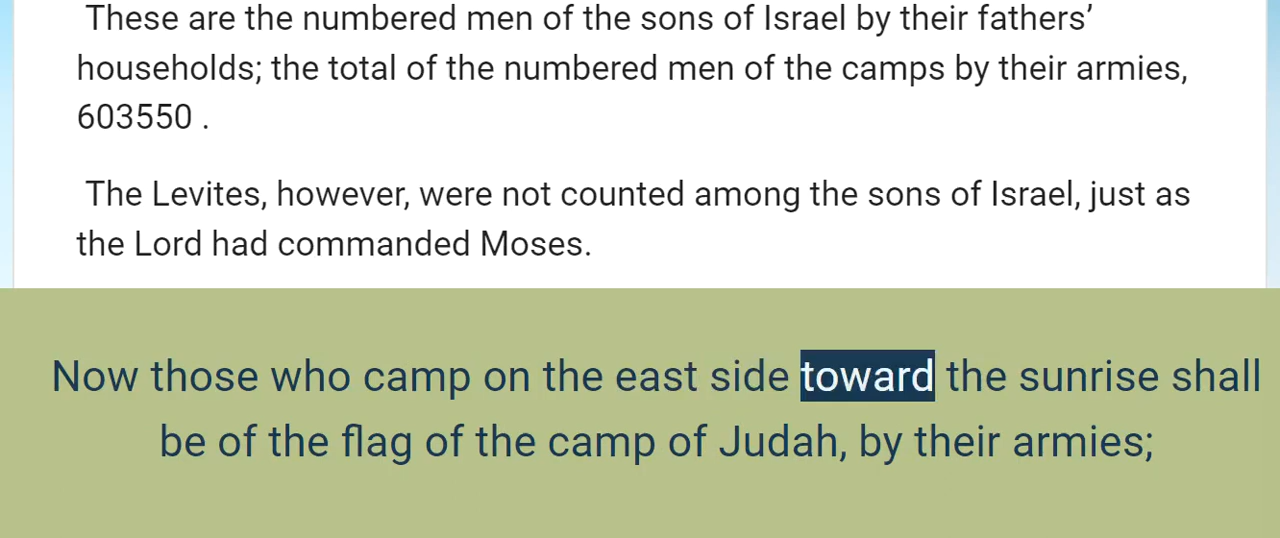 These are the numbered men of the sons of Israel by their fathers’
households; the total of the numbered men of the camps by their armies,
603550 .
The Levites, however, were not counted among the sons of Israel, just as
the Lord had commanded Moses.
Now those who camp on the east side toward the sunrise shall
be of the flag of the camp of Judah, by their armies;